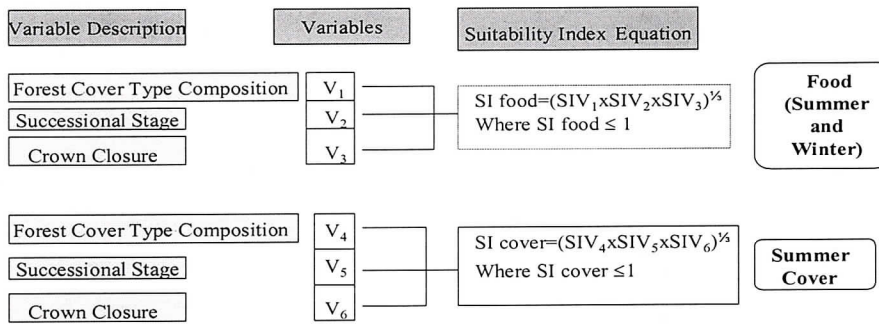 Variable Description
Variables
Suitability Index Equation
Forest Cover Type Composition
V₁
Successional Stage
V₂
Crown Closure
V₃
SI food=(SIV₁xSIV₂xSIV₃)^⅓
Where SI food ≤ 1
Food
(Summer
and
Winter)
Forest Cover Type Composition
V₄
Successional Stage
V₅
Crown Closure
V₆
SI cover=(SIV₄xSIV₅xSIV₆)^⅓
Where SI cover ≤1
Summer
Cover